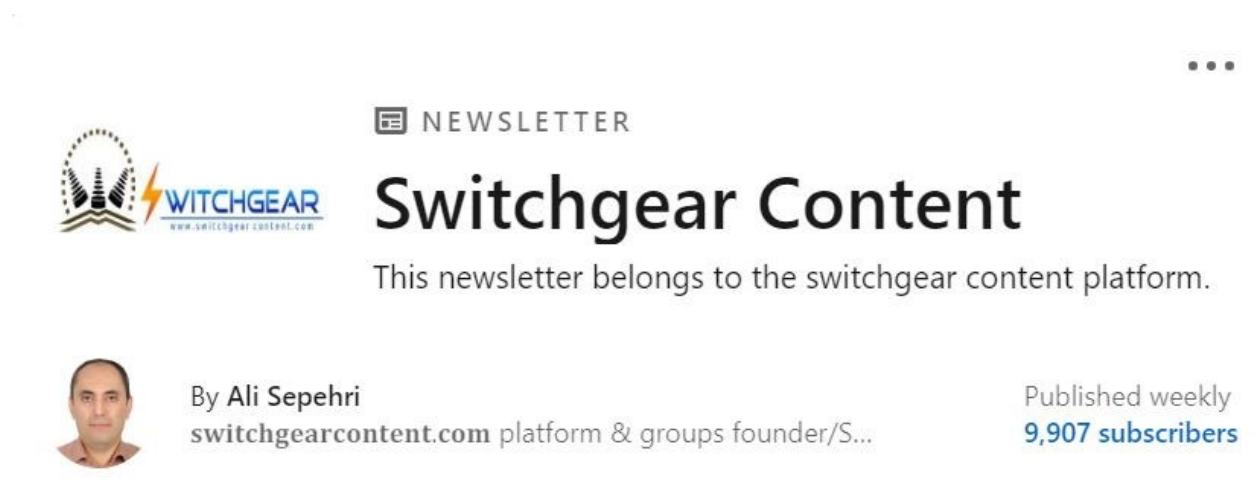 NEWSLETTER
WITCHGEAR
www.switchgearcontent.com
Switchgear Content
This newsletter belongs to the switchgear content platform.
By Ali Sepehri
switchgearcontent.com platform & groups founder/S...
Published weekly
9,907 subscribers